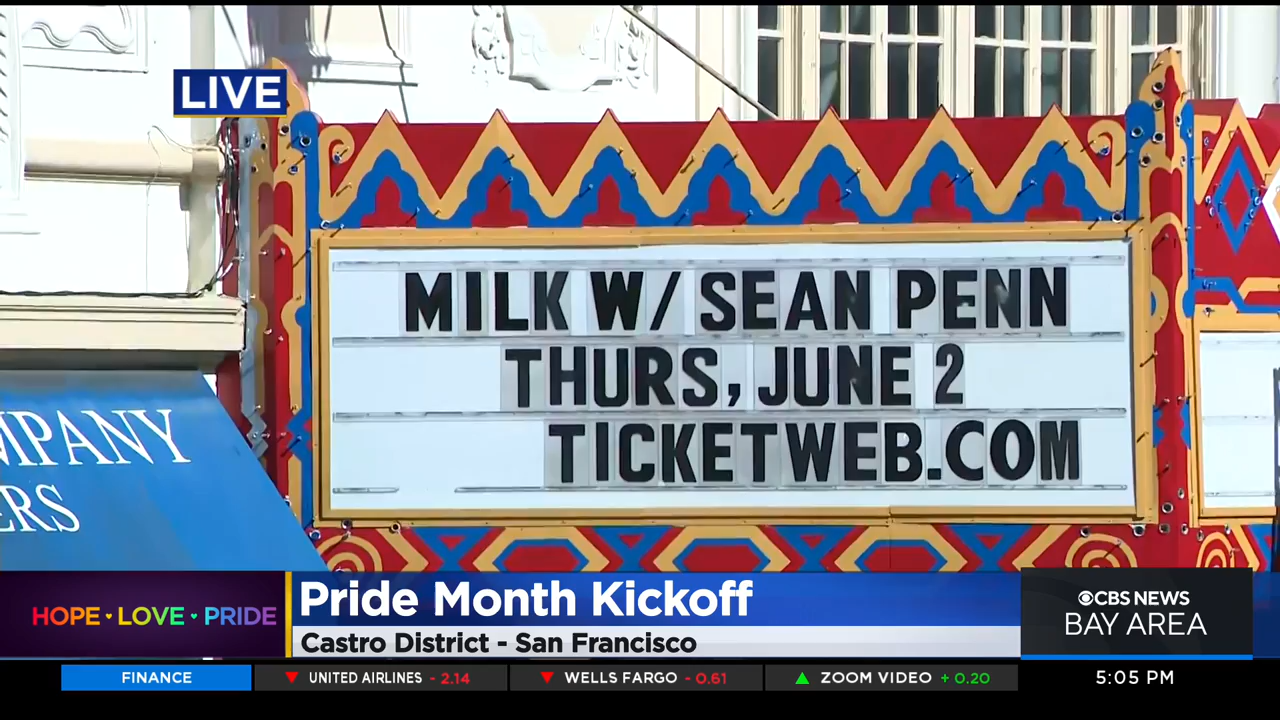 LIVE
MILK W/ SEAN PENN
THURS, JUNE 2
TICKETWEB.COM
HOPE LOVE PRIDE
Pride Month Kickoff
Castro District - San Francisco
CBS NEWS
BAY AREA
FINANCE
UNITED AIRLINES - 2.14
WELLS FARGO - 0.61
ZOOM VIDEO + 0.20
5:05 PM